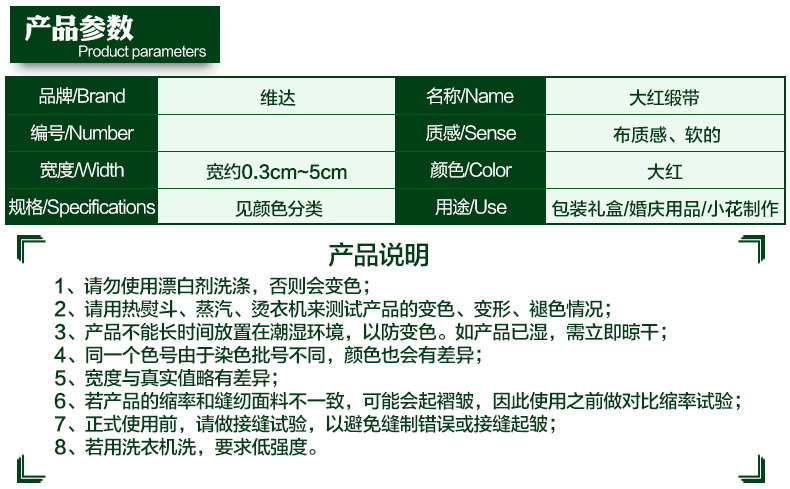 产品参数
Product parameters
品牌/Brand 维达 名称/Name 大红缎带
编号/Number 质感/Sense 布质感、软的
宽度/Width 宽约0.3cm~5cm 颜色/Color 大红
规格/Specifications 见颜色分类 用途/Use 包装礼盒/婚庆用品/小花制作
产品说明
1、请勿使用漂白剂洗涤，否则会变色；
2、请用热熨斗、蒸汽、烫衣机来测试产品的变色、变形、褪色情况；
3、产品不能长时间放置在潮湿环境，以防变色。如产品已湿，需立即晾干；
4、同一个色号由于染色批号不同，颜色也会有差异；
5、宽度与真实值略有差异；
6、若产品的缩率和缝纫面料不一致，可能会起褶皱，因此使用之前做对比缩率试验；
7、正式使用前，请做接缝试验，以避免缝制错误或接缝起皱；
8、若用洗衣机洗，要求低强度。